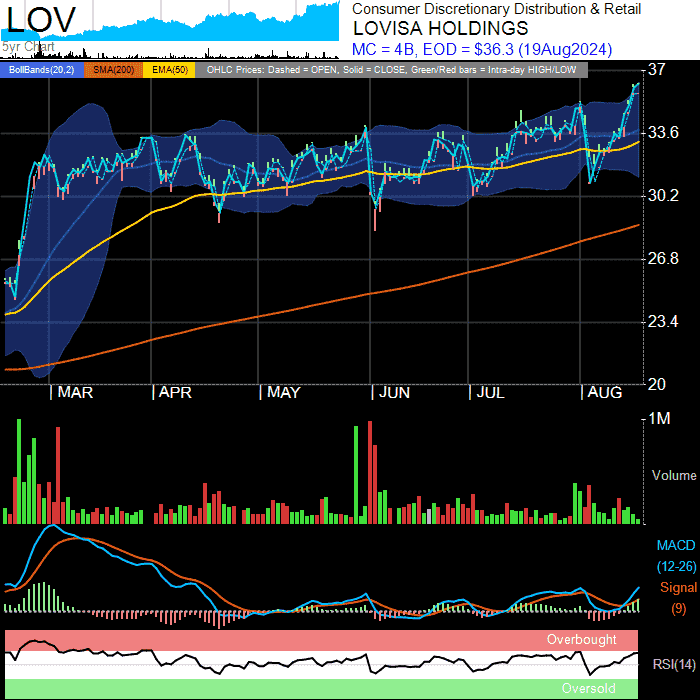 LOV
5yr Chart
Consumer Discretionary Distribution & Retail
LOVISA HOLDINGS
MC = 4B, EOD = $36.3 (19Aug2024)
BollBands(20,2) SMA(200) EMA(50) OHLC Prices: Dashed = OPEN, Solid = CLOSE, Green/Red bars = Intra-day HIGH/LOW
37
33.6
30.2
26.8
23.4
20
MAR APR MAY JUN JUL AUG
1M
Volume
MACD
(12-26)
Signal
(9)
Overbought
RSI(14)
Oversold